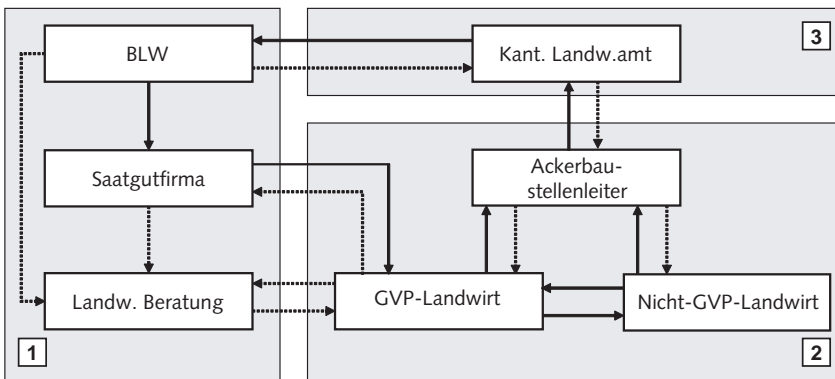 BLW
Kant. Landw.amt
3
Saatgutfirma
Ackerbau-
stellenleiter
Landw. Beratung
GVP-Landwirt
Nicht-GVP-Landwirt
1
2